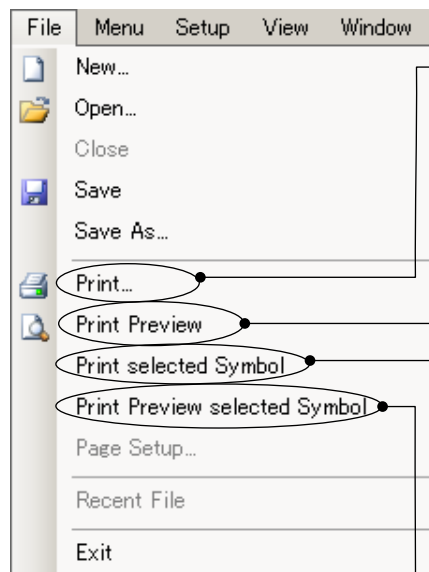 File Menu Setup View Window
New...
Open...
Close
Save
Save As...
Print...
Print Preview
Print selected Symbol
Print Preview selected Symbol
Page Setup...
Recent File
Exit